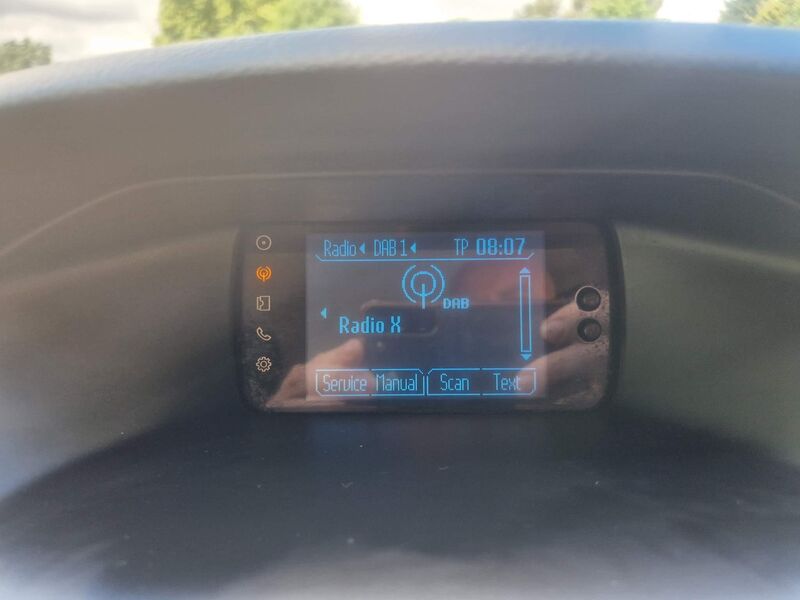 Radio DAB 1 TP 08:07
DAB
Radio X
Service Manual Scan Text